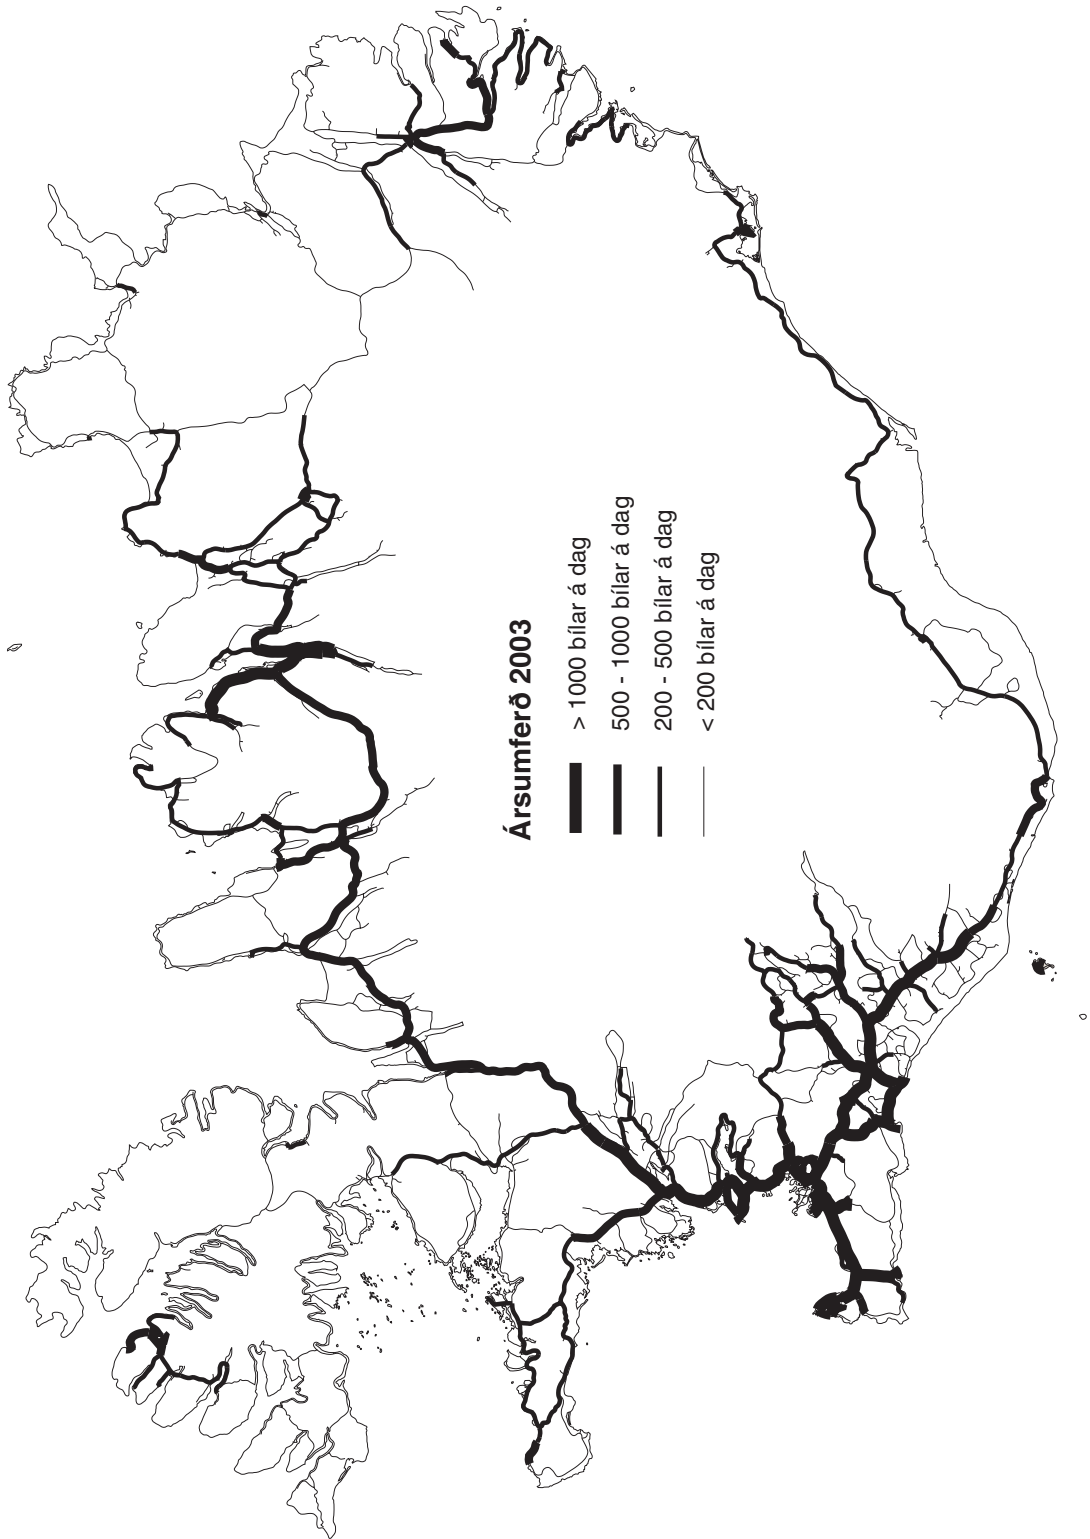 Ársumferð 2003
> 1000 bílar á dag
500 - 1000 bílar á dag
200 - 500 bílar á dag
< 200 bílar á dag